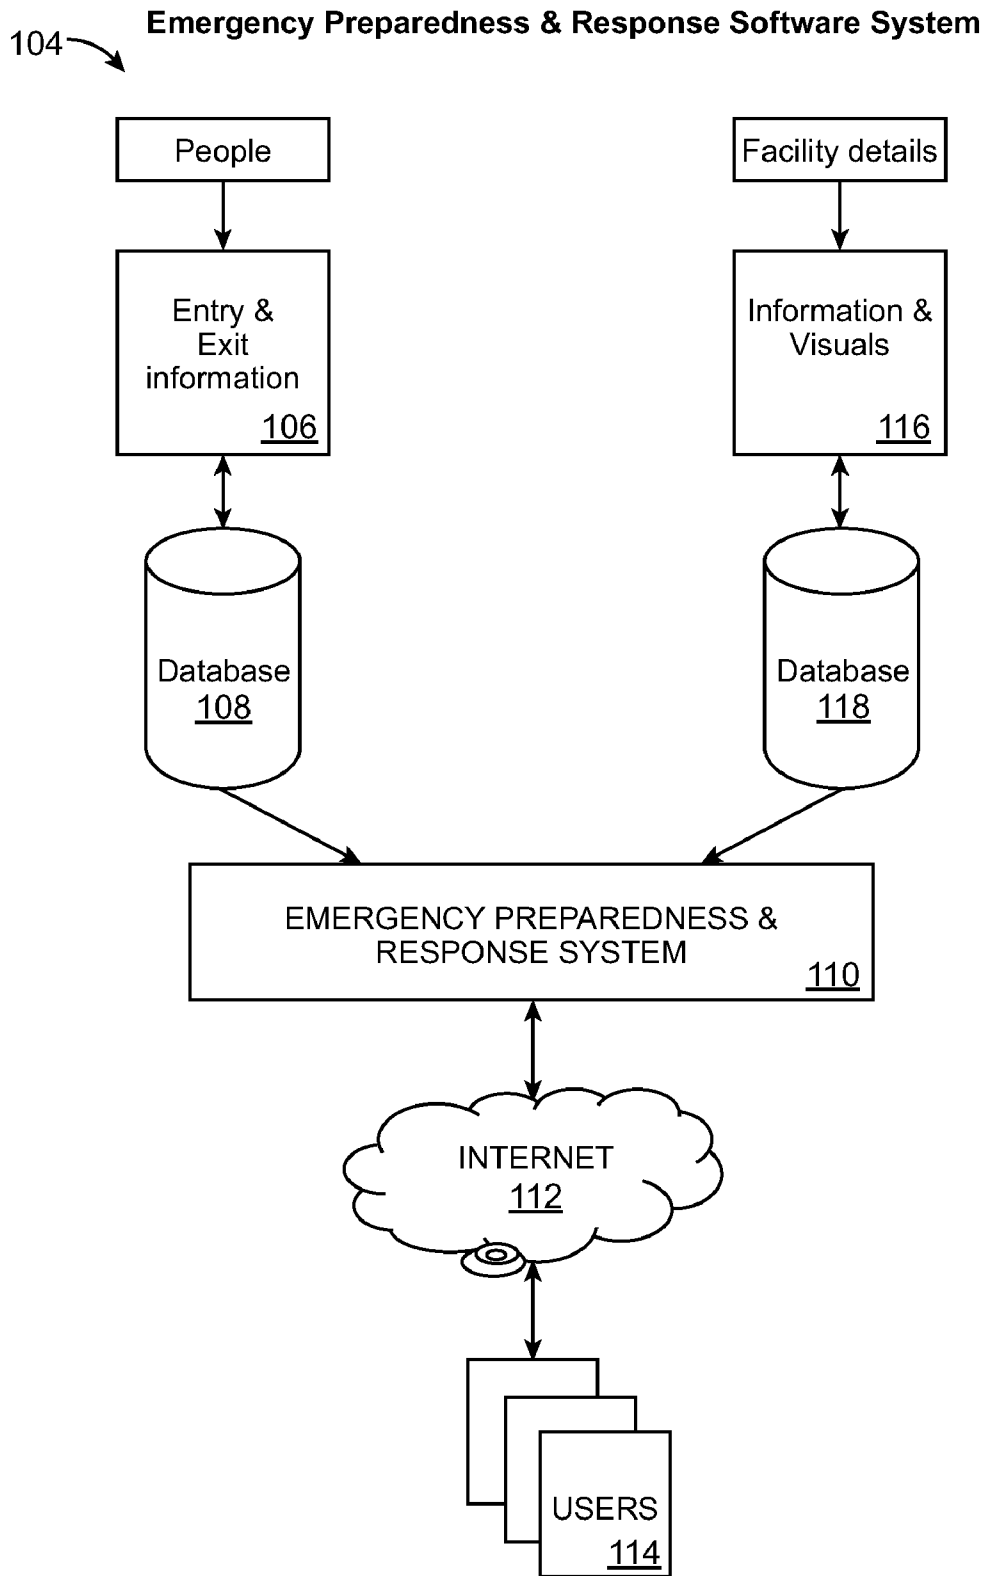 Emergency Preparedness & Response Software System
104
People
Facility details
Entry &
Exit
information
106
Information &
Visuals
116
Database
108
Database
118
EMERGENCY PREPAREDNESS &
RESPONSE SYSTEM
110
INTERNET
112
USERS
114